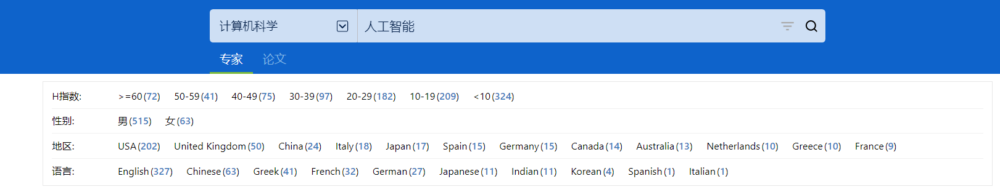 计算机科学 人工智能
专家 论文
H指数: >=60(72) 50-59(41) 40-49(75) 30-39(97) 20-29(182) 10-19(209) <10(324)
性别: 男(515) 女(63)
地区: USA(202) United Kingdom(50) China(24) Italy(18) Japan(17) Spain(15) Germany(15) Canada(14) Australia(13) Netherlands(10) Greece(10) France(9)
语言: English(327) Chinese(63) Greek(41) French(32) German(27) Japanese(11) Indian(11) Korean(4) Spanish(1) Italian(1)